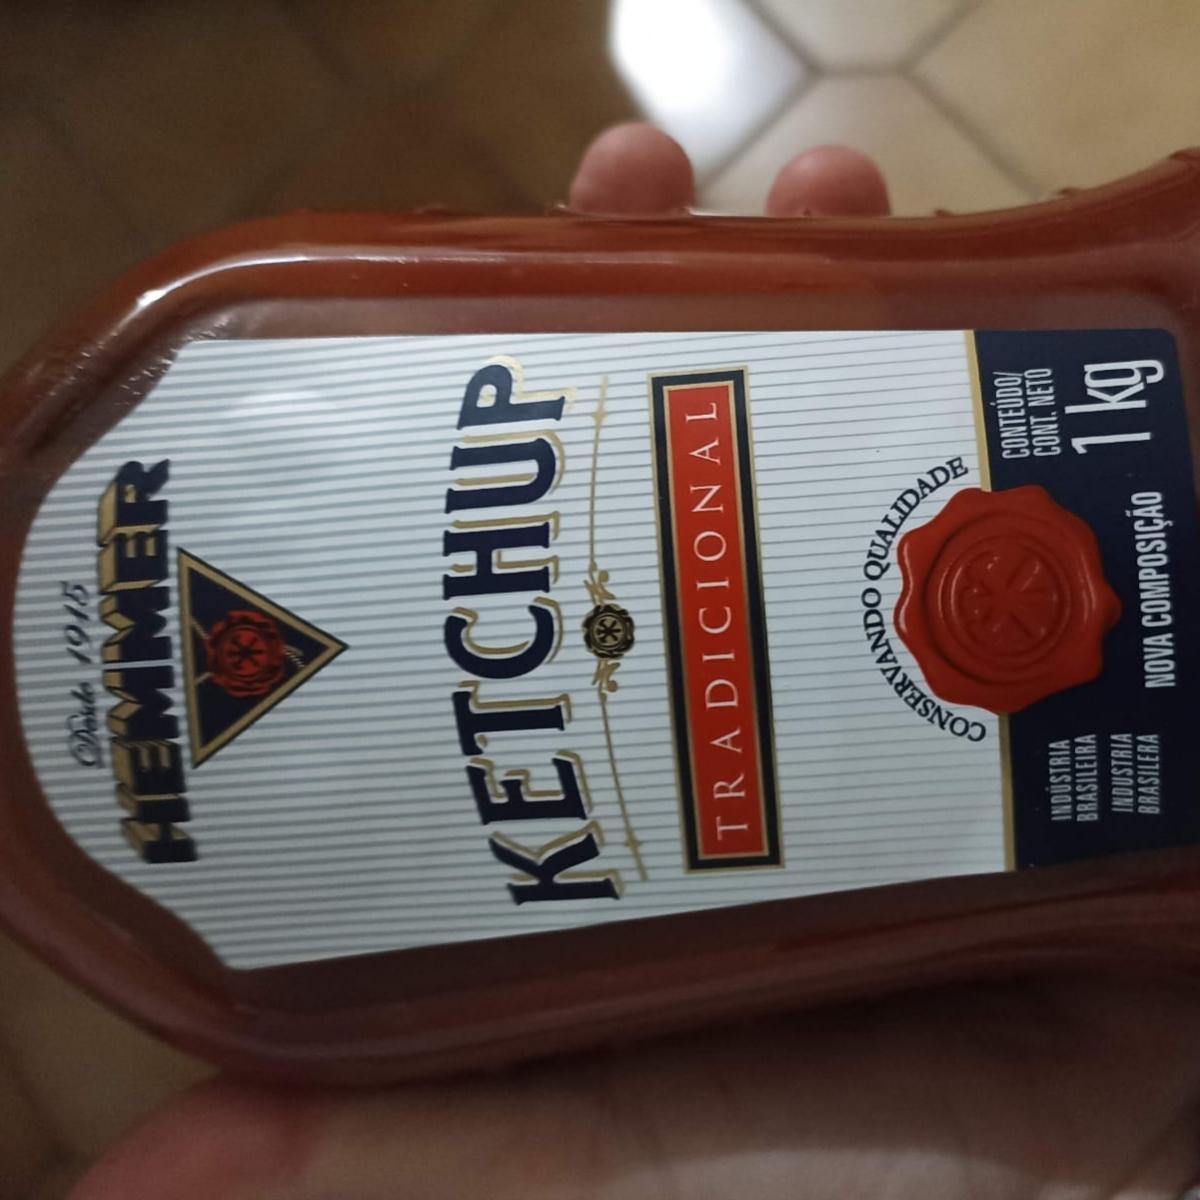 Desde 1915
HEMMER
KETCHUP
TRADICIONAL
CONSERVANDO QUALIDADE
INDÚSTRIA
BRASILEIRA
INDUSTRIA
BRASILERA
NOVA COMPOSIÇÃO
CONTEÚDO/
CONT. NETO
1 kg